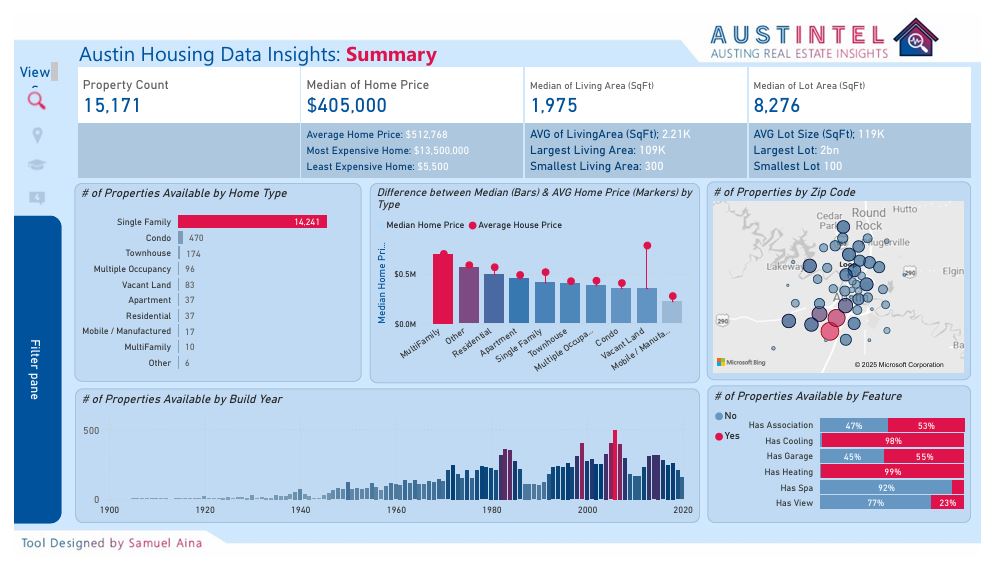 Austin Housing Data Insights: Summary
AUSTINTEL
AUSTING REAL ESTATE INSIGHTS
View
Property Count
15,171
Median of Home Price
$405,000
Average Home Price: $512,768
Most Expensive Home: $13,500,000
Least Expensive Home: $5,500
Median of Living Area (SqFt)
1,975
AVG of LivingArea (SqFt); 2.21K
Largest Living Area: 109K
Smallest Living Area: 300
Median of Lot Area (SqFt)
8,276
AVG Lot Size (SqFt); 119K
Largest Lot: 2bn
Smallest Lot 100
# of Properties Available by Home Type
Single Family 14,241
Condo 470
Townhouse 174
Multiple Occupancy 96
Vacant Land 83
Apartment 37
Residential 37
Mobile / Manufactured 17
MultiFamily 10
Other 6
Difference between Median (Bars) & AVG Home Price (Markers) by
Type
Median Home Price Average House Price
Median Home Pri...
$0.5M
$0.0M
MultiFamily
Other
Residential
Apartment
Single Family
Townhouse
Multiple Occupa...
Condo
Vacant Land
Mobile / Manufa...
# of Properties by Zip Code
Cedar
Park
Round
Rock
Hutto
Lakeway
290
Elgin
290
Ba
Microsoft Bing
© 2025 Microsoft Corporation
Filter pane
# of Properties Available by Build Year
500
0
1900 1920 1940 1960 1980 2000 2020
# of Properties Available by Feature
No
Yes
Has Association 47% 53%
Has Cooling 98%
Has Garage 45% 55%
Has Heating 99%
Has Spa 92%
Has View 77% 23%
Tool Designed by Samuel Aina